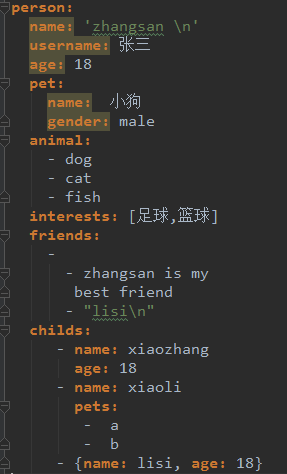 person:
name: 'zhangsan \n'
username: 张三
age: 18
pet:
name: 小狗
gender: male
animal:
- dog
- cat
- fish
interests: [足球,篮球]
friends:
-
- zhangsan is my
best friend
- "lisi\n"
childs:
- name: xiaozhang
age: 18
- name: xiaoli
pets:
- a
- b
- {name: lisi, age: 18}